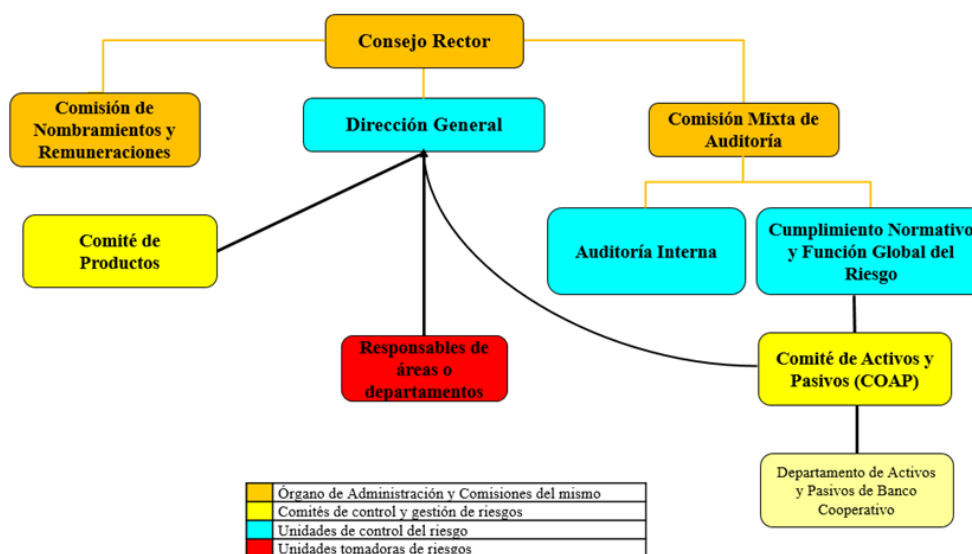 Consejo Rector
Comisión de
Nombramientos y
Remuneraciones
Dirección General
Comisión Mixta de
Auditoría
Comité de
Productos
Auditoría Interna
Cumplimiento Normativo
y Función Global del
Riesgo
Responsables de
áreas o
departamentos
Comité de Activos y
Pasivos (COAP)
Departamento de Activos
y Pasivos de Banco
Cooperativo
Órgano de Administración y Comisiones del mismo
Comités de control y gestión de riesgos
Unidades de control del riesgo
Unidades tomadoras de riesgos